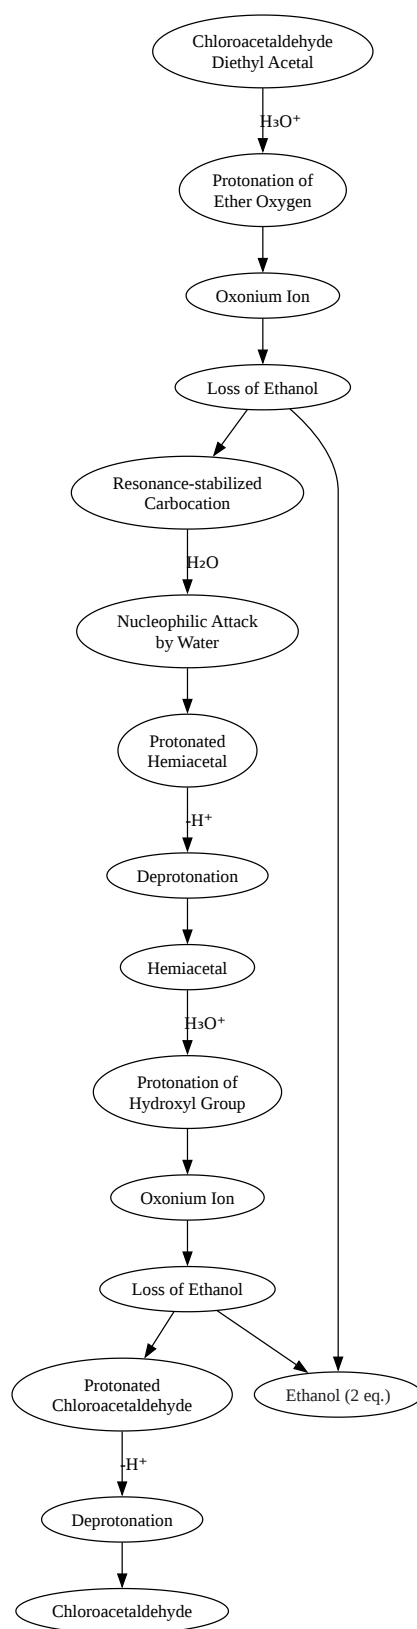 Chloroacetaldehyde
Diethyl Acetal
H₃O⁺
Protonation of
Ether Oxygen
Oxonium Ion
Loss of Ethanol
Resonance-stabilized
Carbocation
H₂O
Nucleophilic Attack
by Water
Protonated
Hemiacetal
-H⁺
Deprotonation
Hemiacetal
H₃O⁺
Protonation of
Hydroxyl Group
Oxonium Ion
Loss of Ethanol
Protonated
Chloroacetaldehyde
Ethanol (2 eq.)
-H⁺
Deprotonation
Chloroacetaldehyde